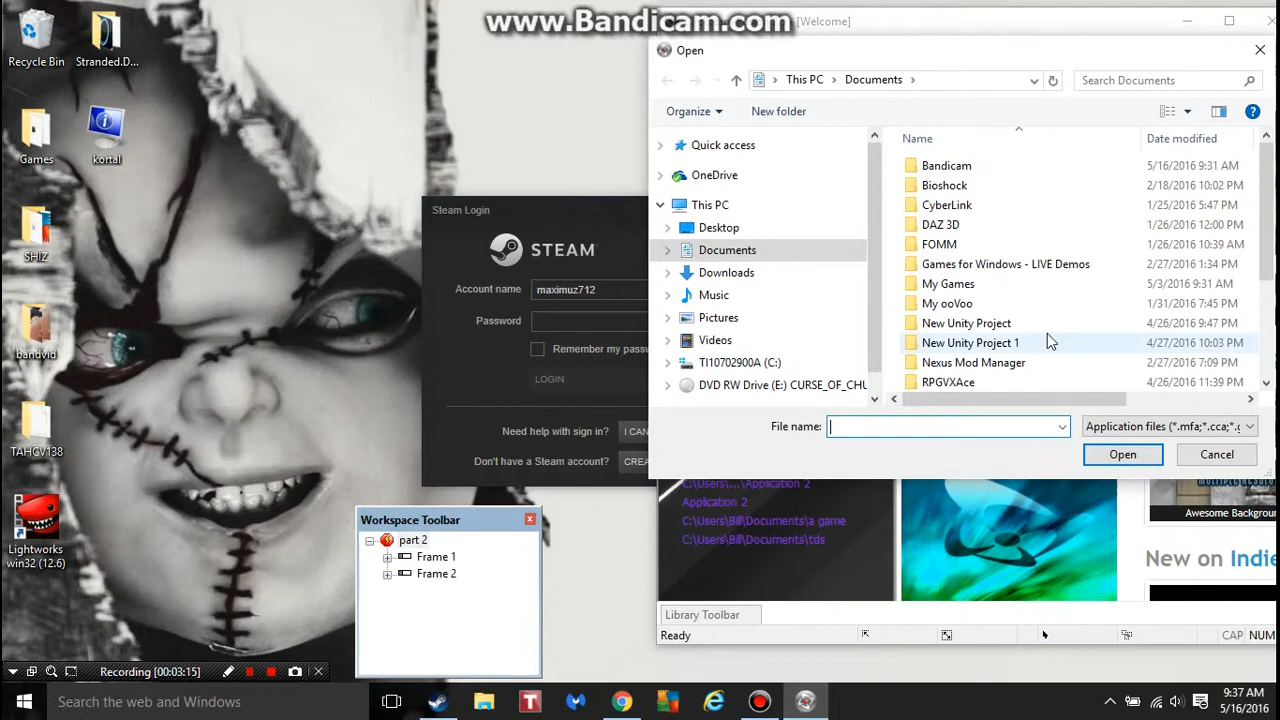 www.Bandicam.com
[Welcome]
Recycle Bin
Stranded.D...
Games
kortal
SHIZ
bandvid
TAHCV138
Lightworks
win32 (12.6)
Steam Login
STEAM
Account name
maximuz712
Password
Remember my passw
LOGIN
Need help with sign in?
I CAN
Don't have a Steam account?
CREA
Open
This PC
Documents
Search Documents
Organize
New folder
Quick access
OneDrive
This PC
Desktop
Documents
Downloads
Music
Pictures
Videos
TI10702900A (C:)
DVD RW Drive (E:) CURSE_OF_CHU
Name
Date modified
Bandicam
5/16/2016 9:31 AM
Bioshock
2/18/2016 10:02 PM
CyberLink
1/25/2016 5:47 PM
DAZ 3D
1/26/2016 12:00 PM
FOMM
1/26/2016 10:39 AM
Games for Windows - LIVE Demos
2/27/2016 1:34 PM
My Games
5/3/2016 9:31 AM
My ooVoo
1/31/2016 7:45 PM
New Unity Project
4/26/2016 9:47 PM
New Unity Project 1
4/27/2016 10:03 PM
Nexus Mod Manager
2/27/2016 7:09 PM
RPGVXAce
4/26/2016 11:39 PM
File name:
Application files (*.mfa;*.cca;*.g
Open
Cancel
C:\Users\...\Application 2
Application 2
C:\Users\Bill\Documents\a game
C:\Users\Bill\Documents\tds
Awesome Backgroun
New on Indie
Library Toolbar
Ready
CAP
NUM
Workspace Toolbar
part 2
Frame 1
Frame 2
Recording [00:03:15]
Search the web and Windows
9:37 AM
5/16/2016